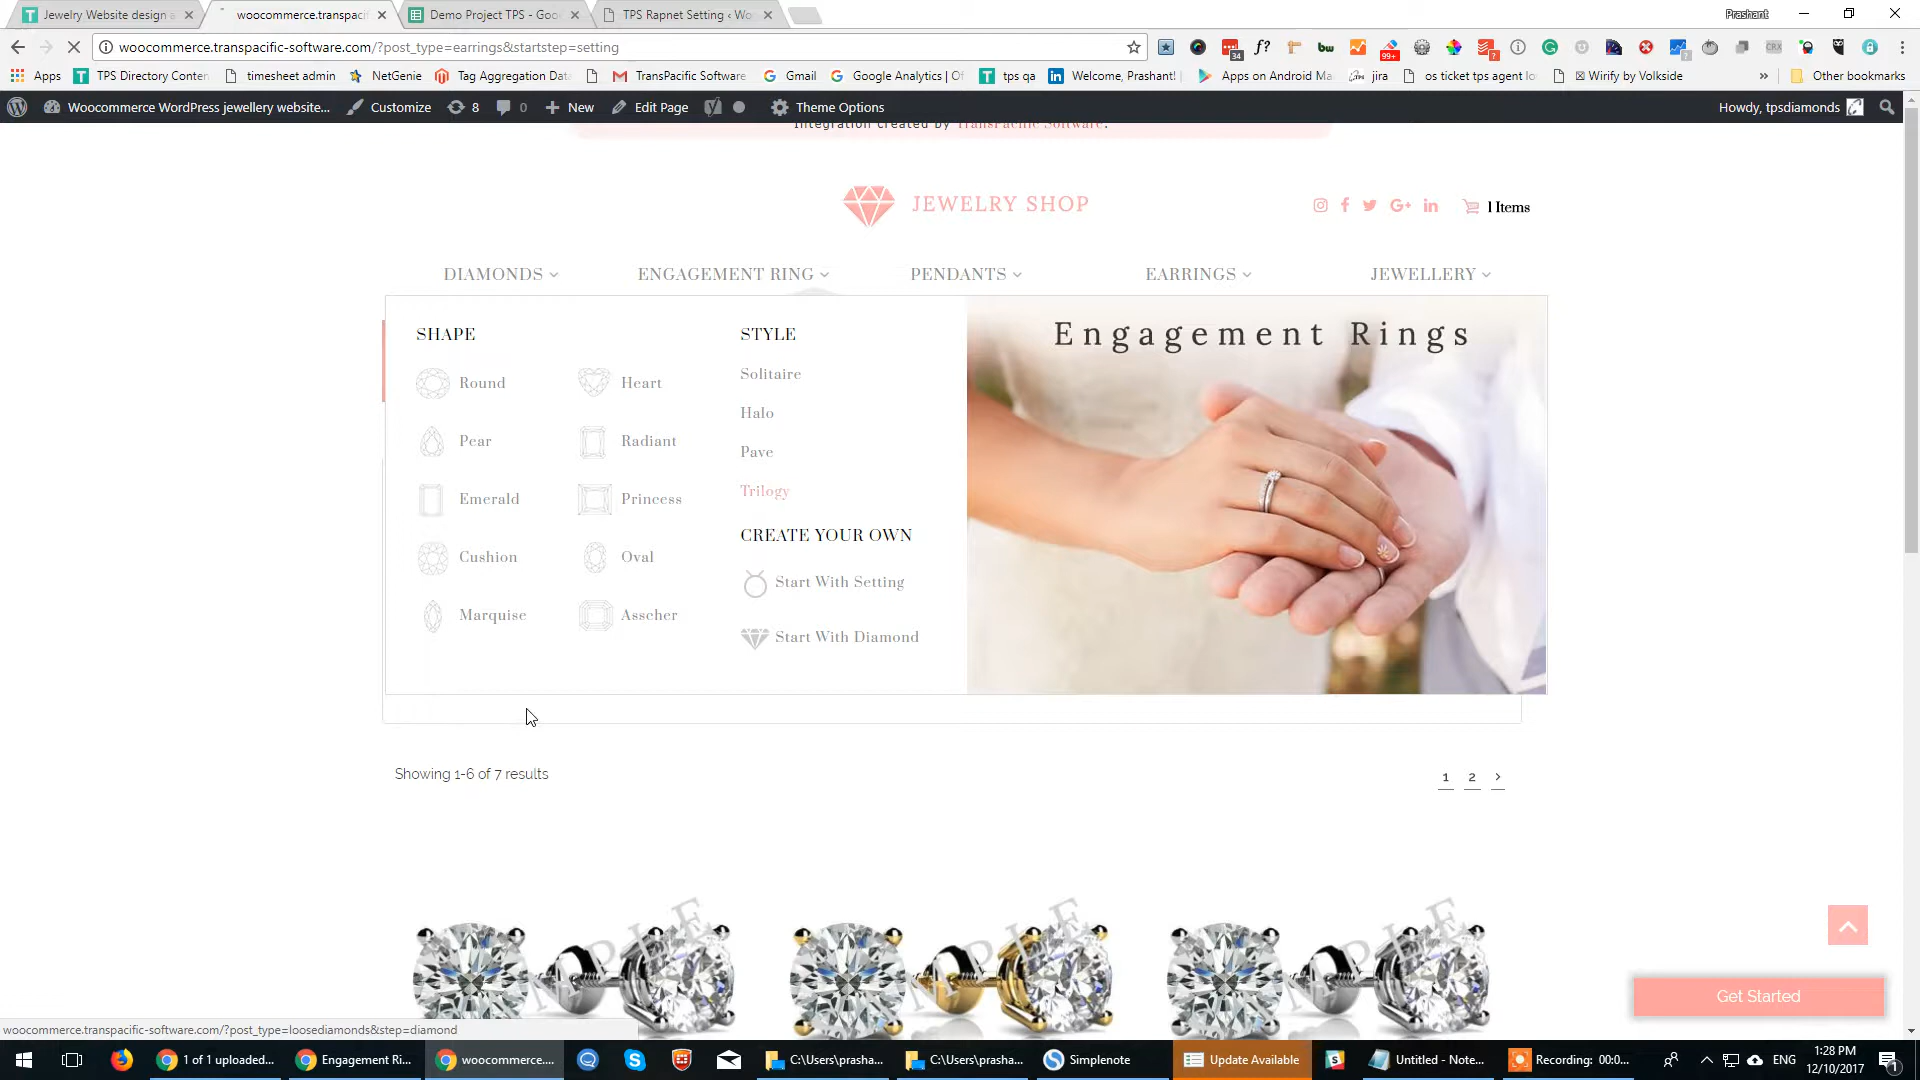 Jewelry Website design a
woocommerce.transpacif
Demo Project TPS - Goo
TPS Rapnet Setting ‹ Wo
Prashant
woocommerce.transpacific-software.com/?post_type=earrings&startstep=setting
Apps
TPS Directory Conten
timesheet admin
NetGenie
Tag Aggregation Data
TransPacific Software
Gmail
Google Analytics | Of
tps qa
Welcome, Prashant!
Apps on Android Ma
jira
os ticket tps agent lo
Wirify by Volkside
Other bookmarks
Woocommerce WordPress jewellery website...
Customize
8
0
New
Edit Page
Theme Options
Howdy, tpsdiamonds
Integration created by TransPacific Software.
JEWELRY SHOP
1 Items
DIAMONDS
ENGAGEMENT RING
PENDANTS
EARRINGS
JEWELLERY
SHAPE
Round
Heart
Pear
Radiant
Emerald
Princess
Cushion
Oval
Marquise
Asscher
STYLE
Solitaire
Halo
Pave
Trilogy
CREATE YOUR OWN
Start With Setting
Start With Diamond
Engagement Rings
Showing 1-6 of 7 results
1 2 >
Get Started
woocommerce.transpacific-software.com/?post_type=loosediamonds&step=diamond
1 of 1 uploaded...
Engagement Ri...
woocommerce....
C:\Users\prasha...
C:\Users\prasha...
Simplenote
Update Available
Untitled - Note...
Recording: 00:0...
ENG
1:28 PM
12/10/2017